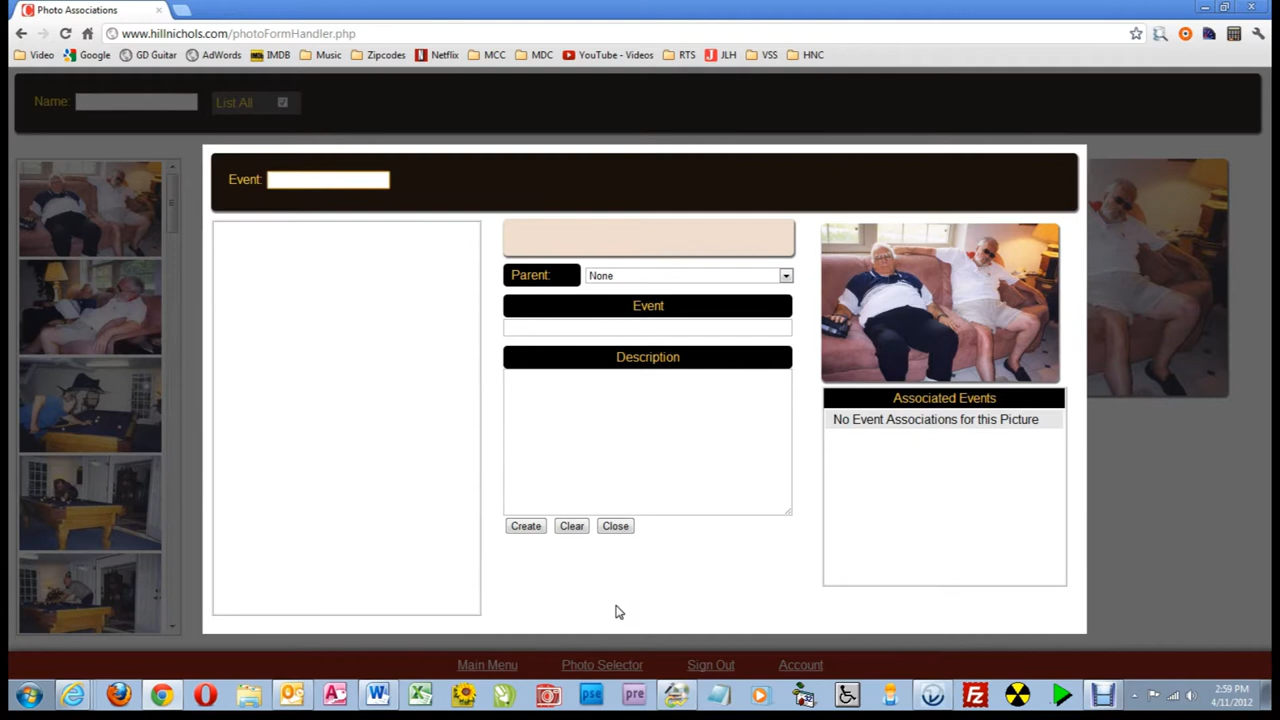 Photo Associations
www.hillnichols.com/photoFormHandler.php
Video Google GD Guitar AdWords IMDB Music Zipcodes Netflix MCC MDC YouTube - Videos RTS JLH VSS HNC
Name: List All
Event:
Parent: None
Event
Description
Create Clear Close
Associated Events
No Event Associations for this Picture
Main Menu Photo Selector Sign Out Account
pse pre
2:59 PM
4/11/2012